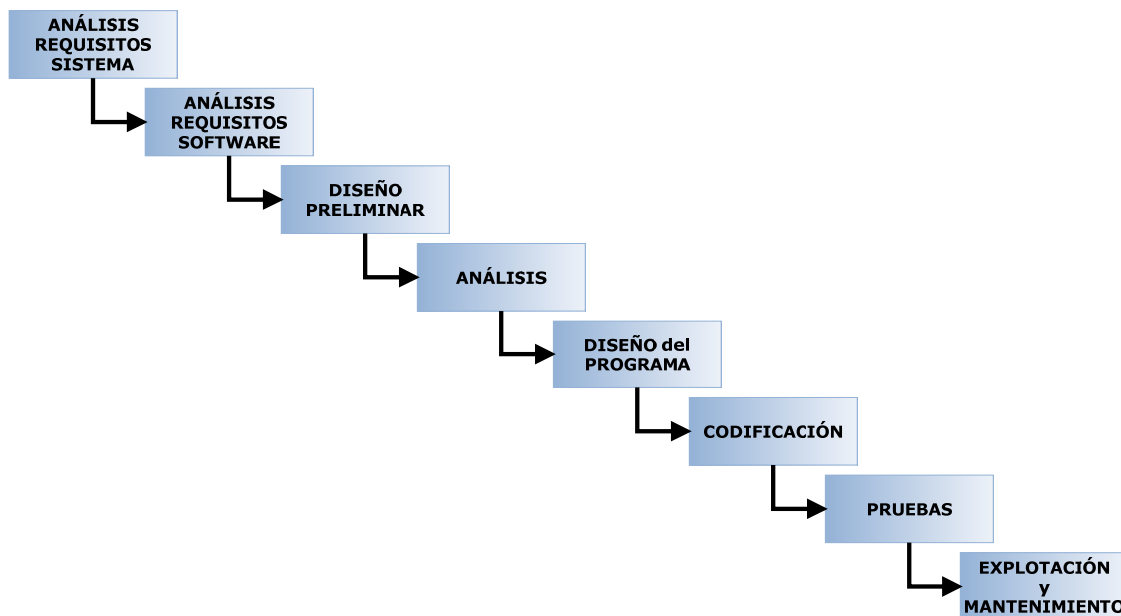 ANÁLISIS
REQUISITOS
SISTEMA
ANÁLISIS
REQUISITOS
SOFTWARE
DISEÑO
PRELIMINAR
ANÁLISIS
DISEÑO del
PROGRAMA
CODIFICACIÓN
PRUEBAS
EXPLOTACIÓN
y
MANTENIMIENTO